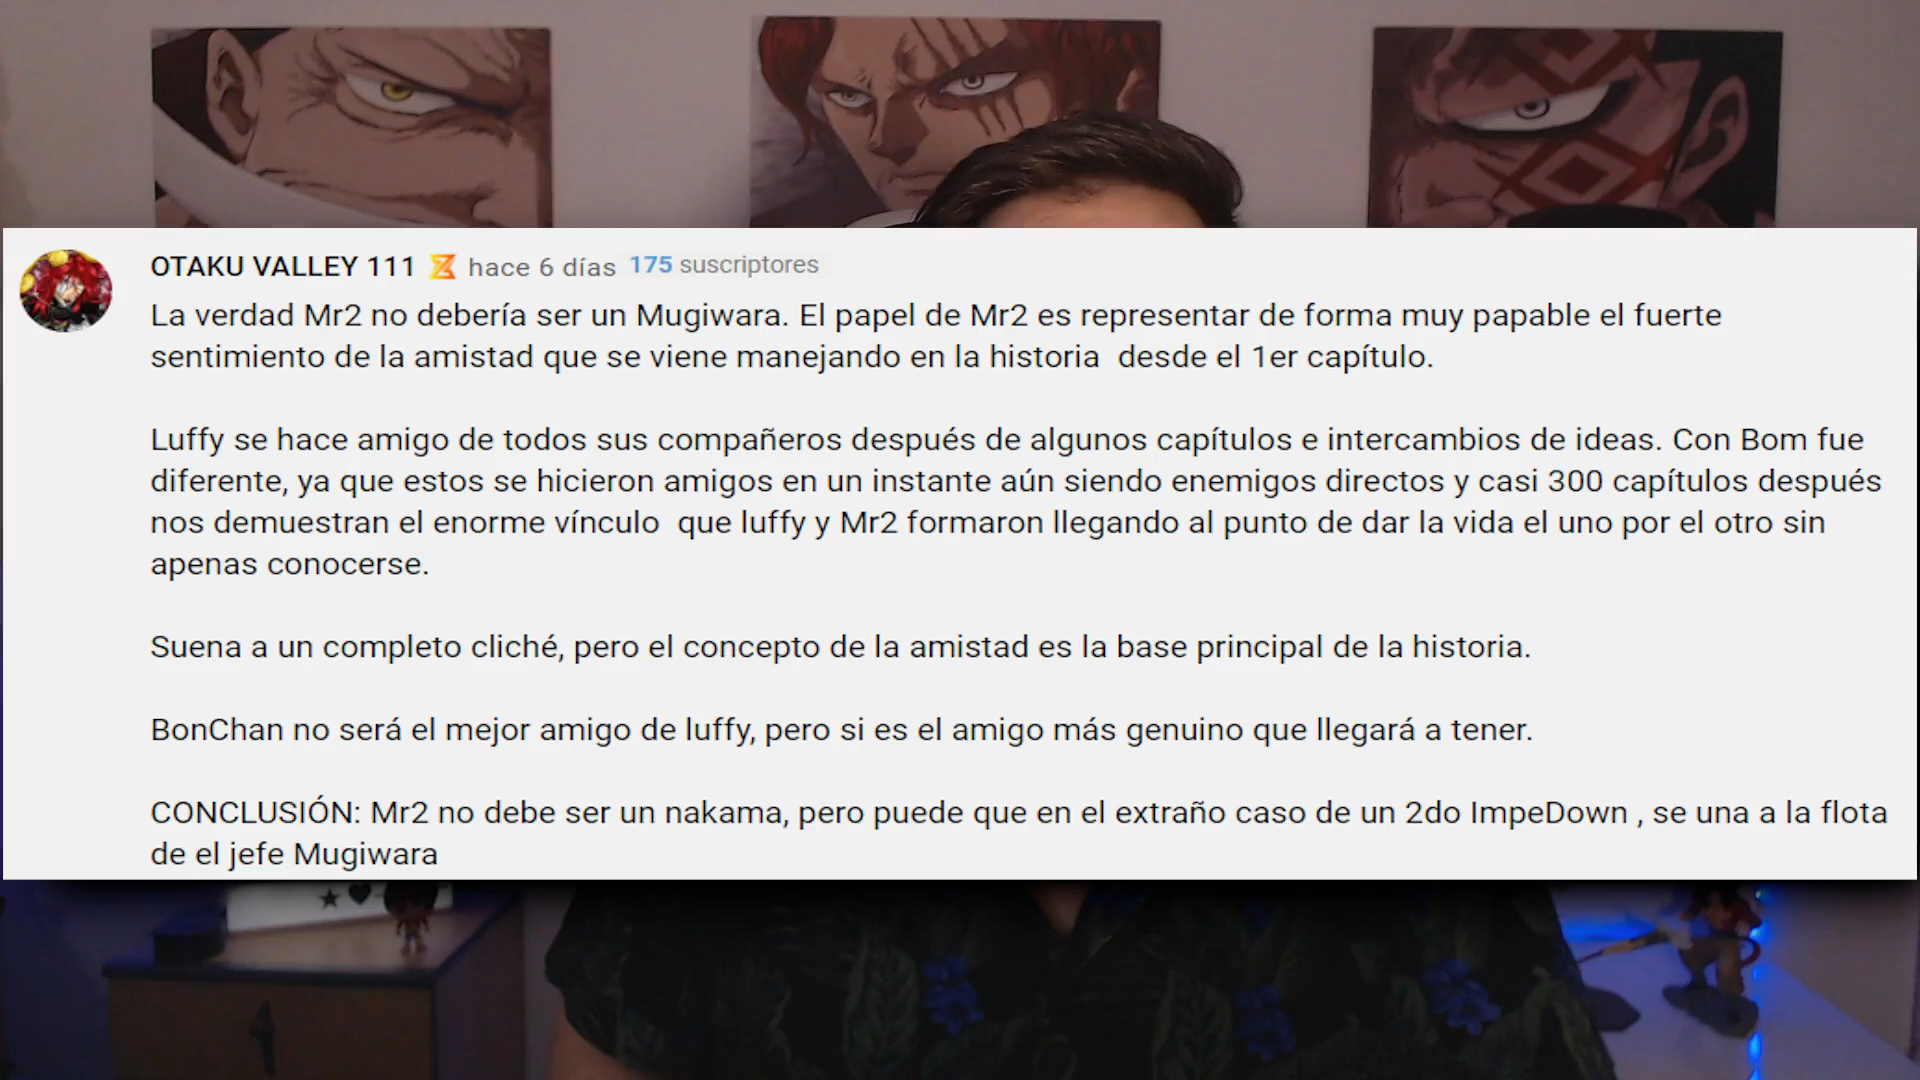 OTAKU VALLEY 111 hace 6 días 175 suscriptores
La verdad Mr2 no debería ser un Mugiwara. El papel de Mr2 es representar de forma muy papable el fuerte
sentimiento de la amistad que se viene manejando en la historia  desde el 1er capítulo.
Luffy se hace amigo de todos sus compañeros después de algunos capítulos e intercambios de ideas. Con Bom fue
diferente, ya que estos se hicieron amigos en un instante aún siendo enemigos directos y casi 300 capítulos después
nos demuestran el enorme vínculo  que luffy y Mr2 formaron llegando al punto de dar la vida el uno por el otro sin
apenas conocerse.
Suena a un completo cliché, pero el concepto de la amistad es la base principal de la historia.
BonChan no será el mejor amigo de luffy, pero si es el amigo más genuino que llegará a tener.
CONCLUSIÓN: Mr2 no debe ser un nakama, pero puede que en el extraño caso de un 2do ImpeDown , se una a la flota
de el jefe Mugiwara